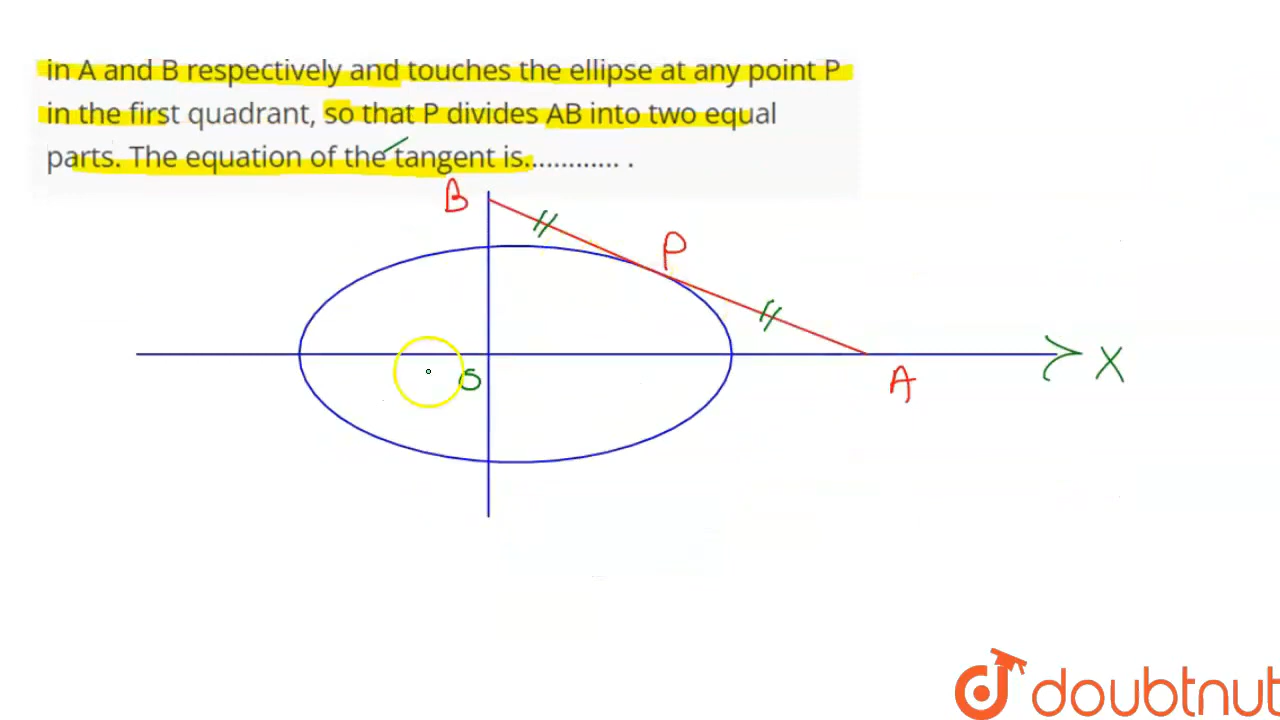 in A and B respectively and touches the ellipse at any point P
in the first quadrant, so that P divides AB into two equal
parts. The equation of the tangent is............. .
B
P
O
A
X
doubtnut